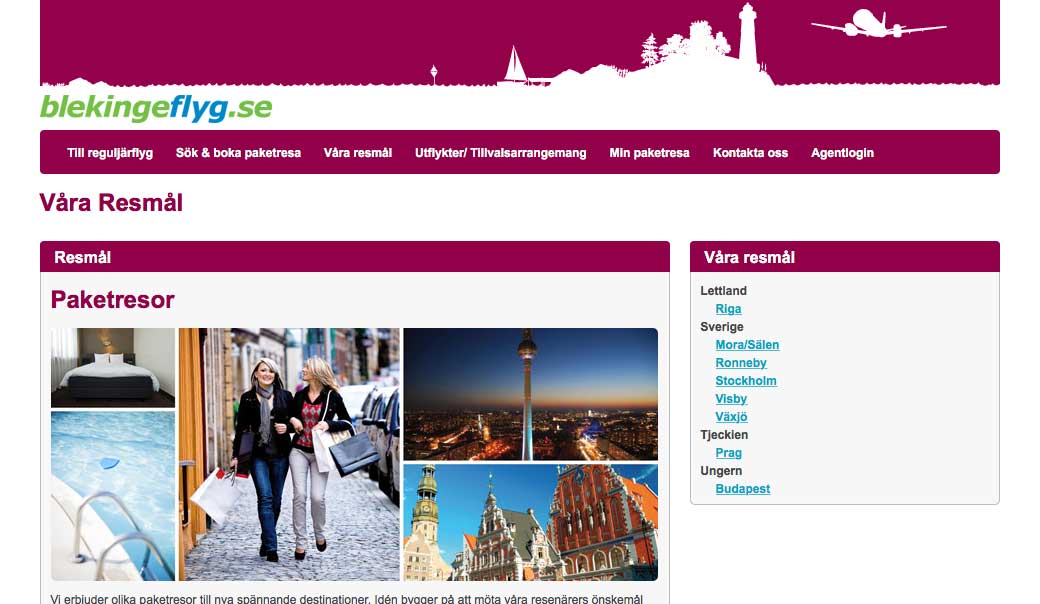 blekingeflyg.se
Till reguljärflyg Sök & boka paketresa Våra resmål Utflykter/ Tillvalsarrangemang Min paketresa Kontakta oss Agentlogin
Våra Resmål
Resmål
Paketresor
Vi erbjuder olika paketresor till nya spännande destinationer. Idén bygger på att möta våra resenärers önskemål
Våra resmål
Lettland
Riga
Sverige
Mora/Sälen
Ronneby
Stockholm
Visby
Växjö
Tjeckien
Prag
Ungern
Budapest